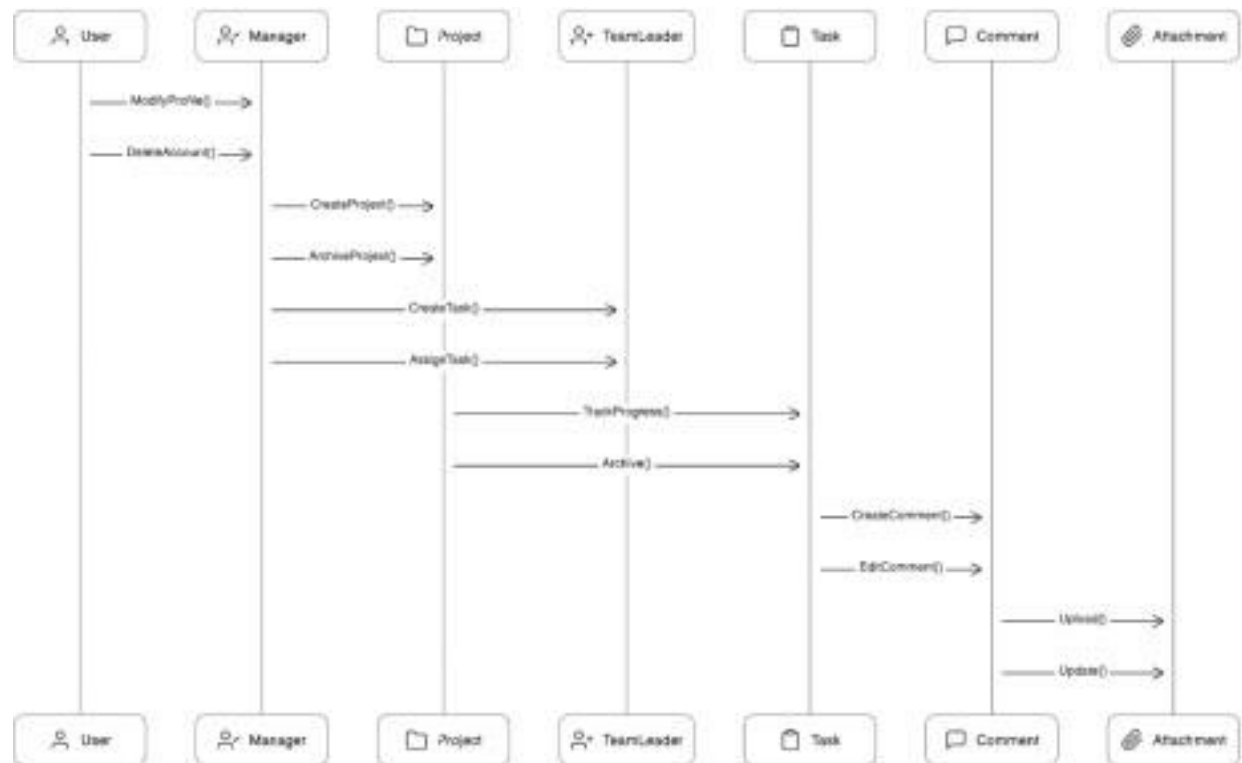 User
Manager
Project
TeamLeader
Task
Comment
Attachment
ModifyProfile()
DeleteAccount()
CreateProject()
ArchiveProject()
CreateTask()
AssignTask()
TrackProgress()
Archive()
CreateComment()
EditComment()
Upload()
Update()
User
Manager
Project
TeamLeader
Task
Comment
Attachment